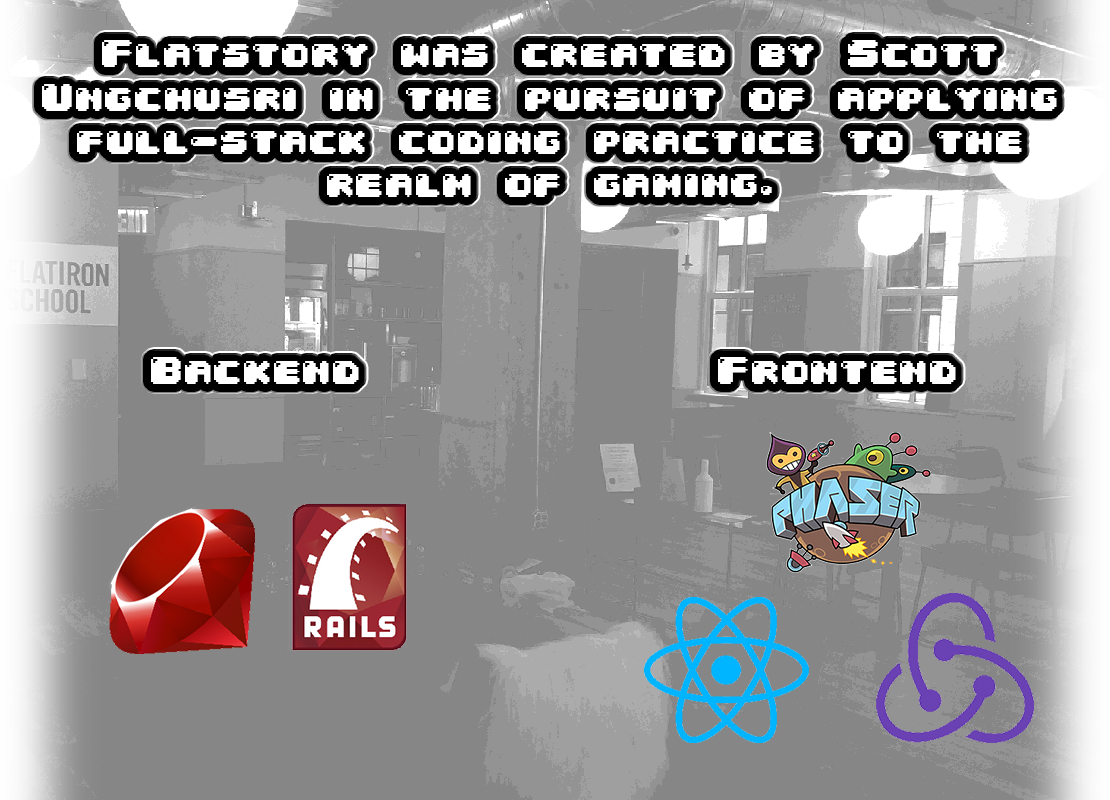 Flatstory was created by Scott
Ungchusri in the pursuit of applying
full-stack coding practice to the
realm of gaming.
FLATIRON
SCHOOL
Backend
Frontend
PHASER
RAILS